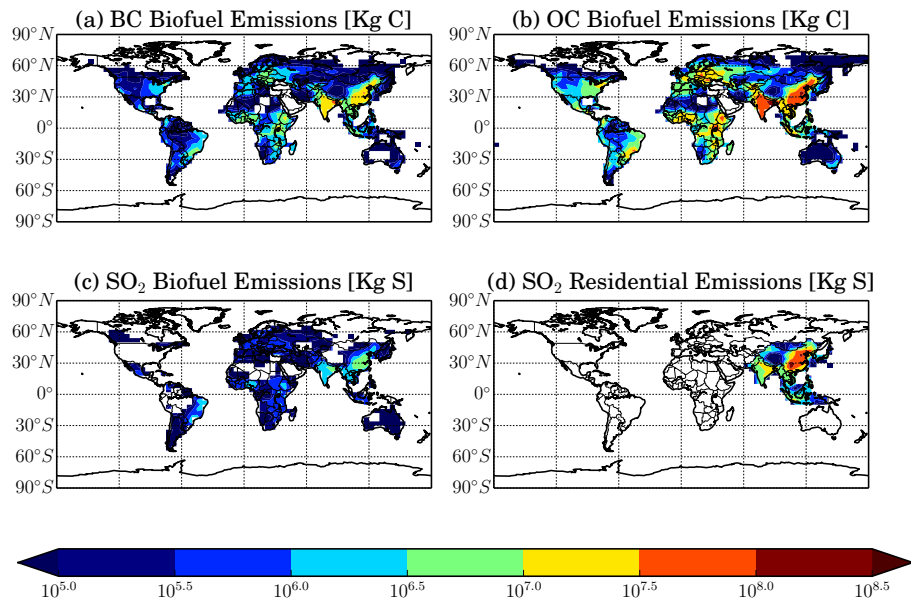 (a) BC Biofuel Emissions [Kg C]
90°N
60°N
30°N
0°
30°S
60°S
90°S
(b) OC Biofuel Emissions [Kg C]
90°N
60°N
30°N
0°
30°S
60°S
90°S
(c) SO₂ Biofuel Emissions [Kg S]
90°N
60°N
30°N
0°
30°S
60°S
90°S
(d) SO₂ Residential Emissions [Kg S]
90°N
60°N
30°N
0°
30°S
60°S
90°S
10^5.0 10^5.5 10^6.0 10^6.5 10^7.0 10^7.5 10^8.0 10^8.5